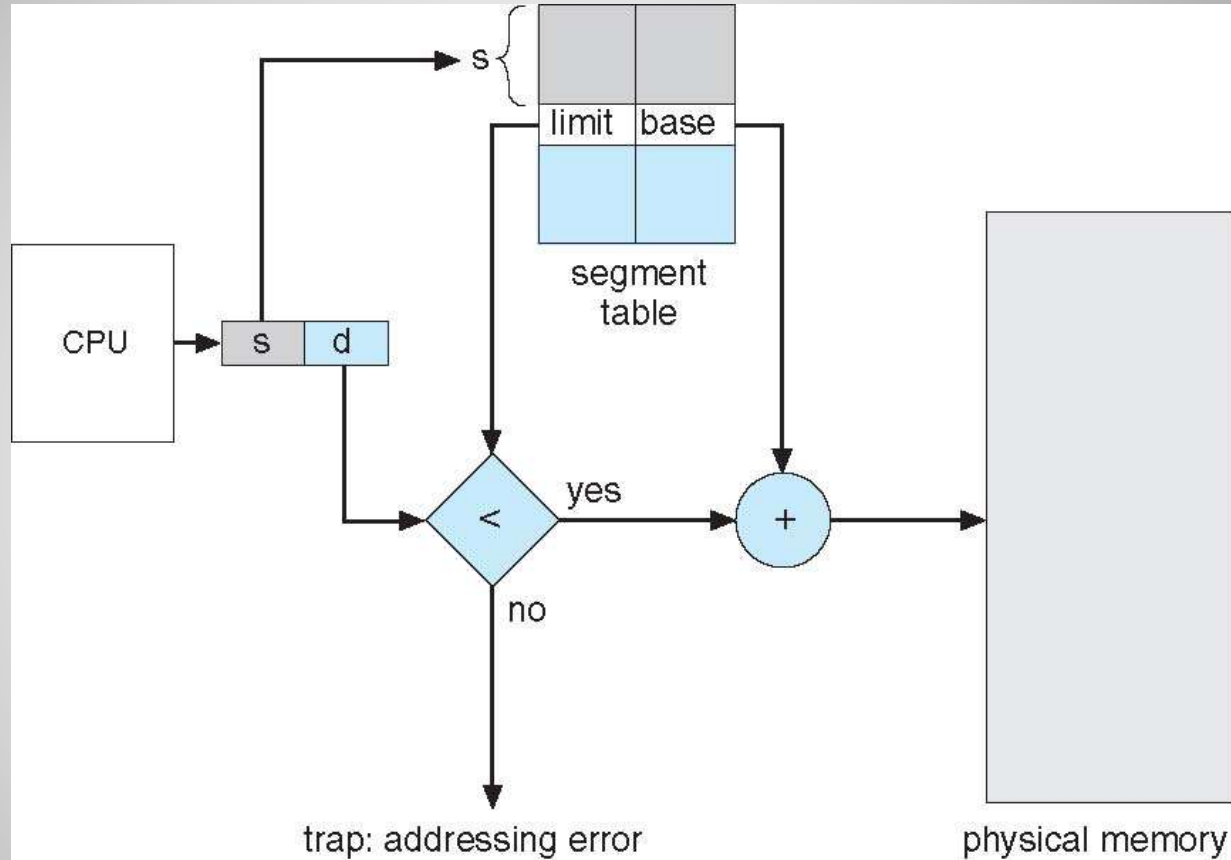 s
limit base
segment
table
CPU
s d
<
yes
+
no
trap: addressing error
physical memory